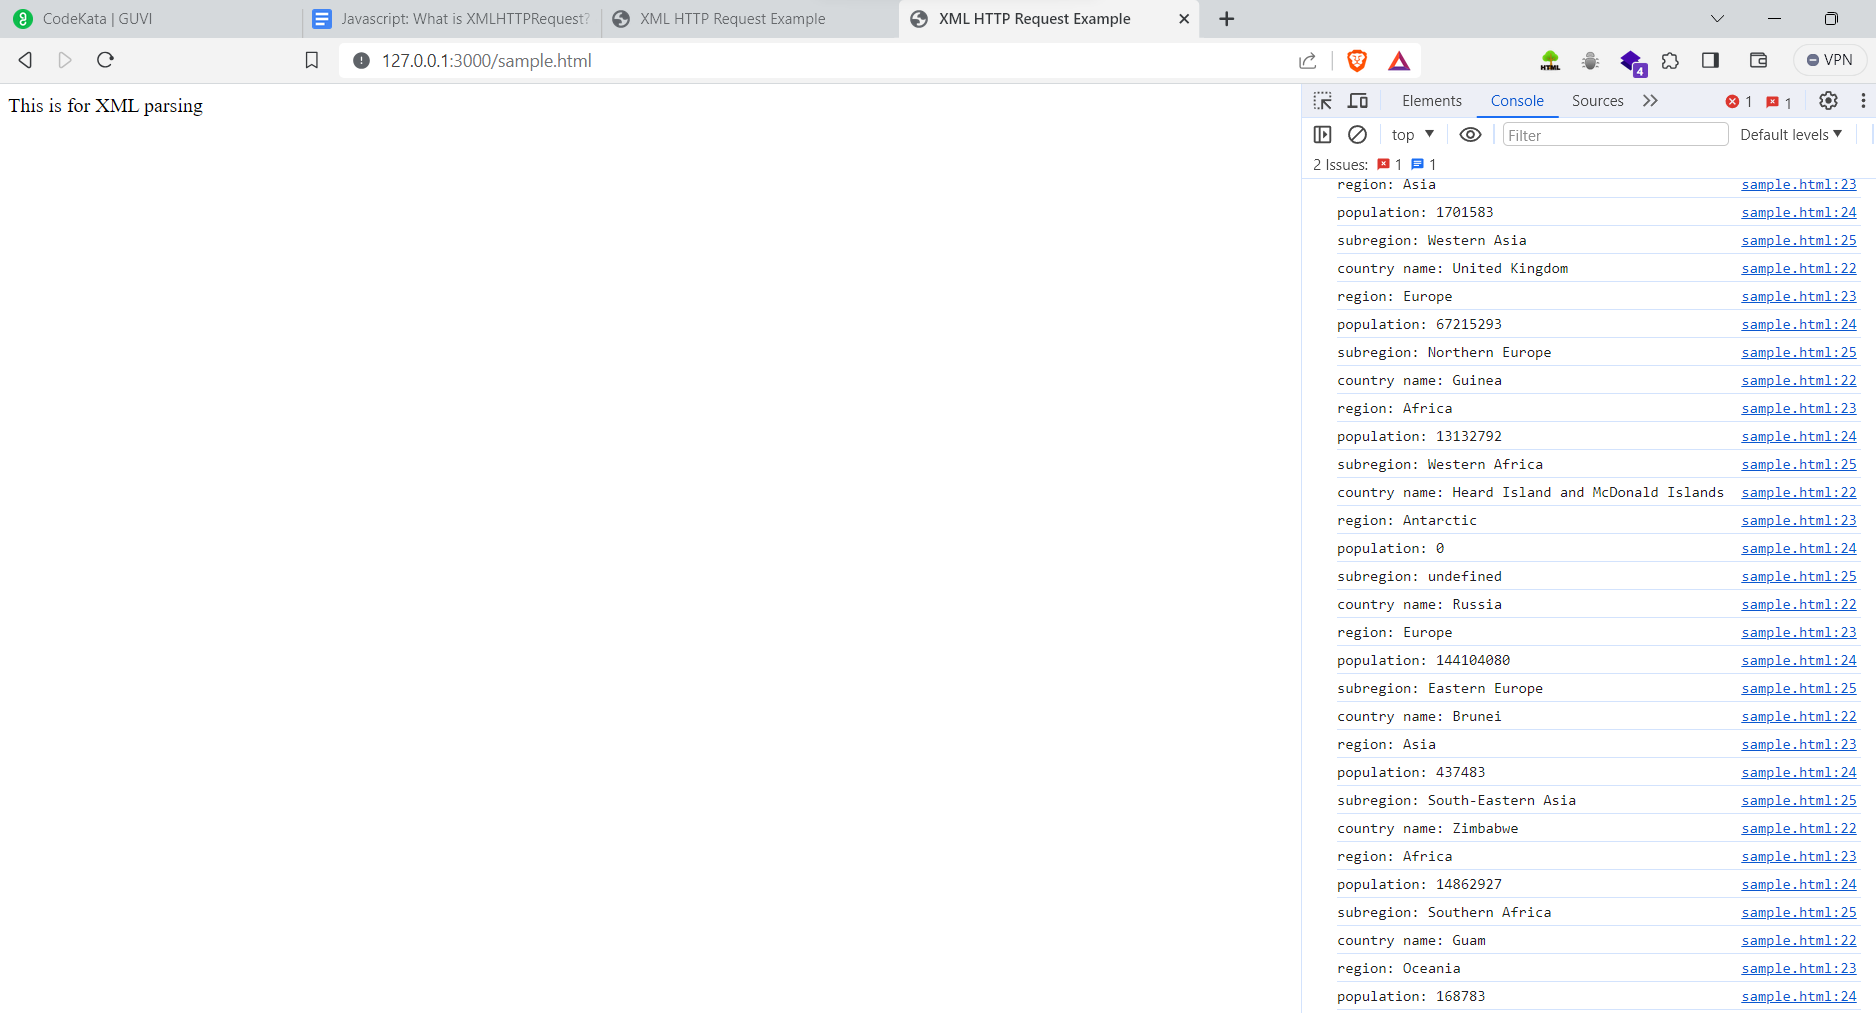 CodeKata | GUVI
Javascript: What is XMLHTTPRequest?
XML HTTP Request Example
XML HTTP Request Example
127.0.0.1:3000/sample.html
HTML
4
VPN
This is for XML parsing
Elements Console Sources 1 1
top Filter Default levels
2 Issues: 1 1
region: Asia sample.html:23
population: 1701583 sample.html:24
subregion: Western Asia sample.html:25
country name: United Kingdom sample.html:22
region: Europe sample.html:23
population: 67215293 sample.html:24
subregion: Northern Europe sample.html:25
country name: Guinea sample.html:22
region: Africa sample.html:23
population: 13132792 sample.html:24
subregion: Western Africa sample.html:25
country name: Heard Island and McDonald Islands sample.html:22
region: Antarctic sample.html:23
population: 0 sample.html:24
subregion: undefined sample.html:25
country name: Russia sample.html:22
region: Europe sample.html:23
population: 144104080 sample.html:24
subregion: Eastern Europe sample.html:25
country name: Brunei sample.html:22
region: Asia sample.html:23
population: 437483 sample.html:24
subregion: South-Eastern Asia sample.html:25
country name: Zimbabwe sample.html:22
region: Africa sample.html:23
population: 14862927 sample.html:24
subregion: Southern Africa sample.html:25
country name: Guam sample.html:22
region: Oceania sample.html:23
population: 168783 sample.html:24